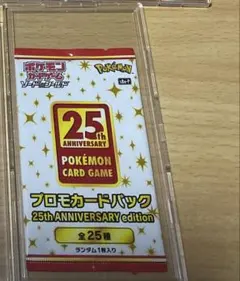 ポケモン
カードゲーム
ソード&シールド
Pokémon
25th
ANNIVERSARY
POKÉMON
CARD GAME
プロモカードパック
25th ANNIVERSARY edition
全25種
ランダム1枚入り